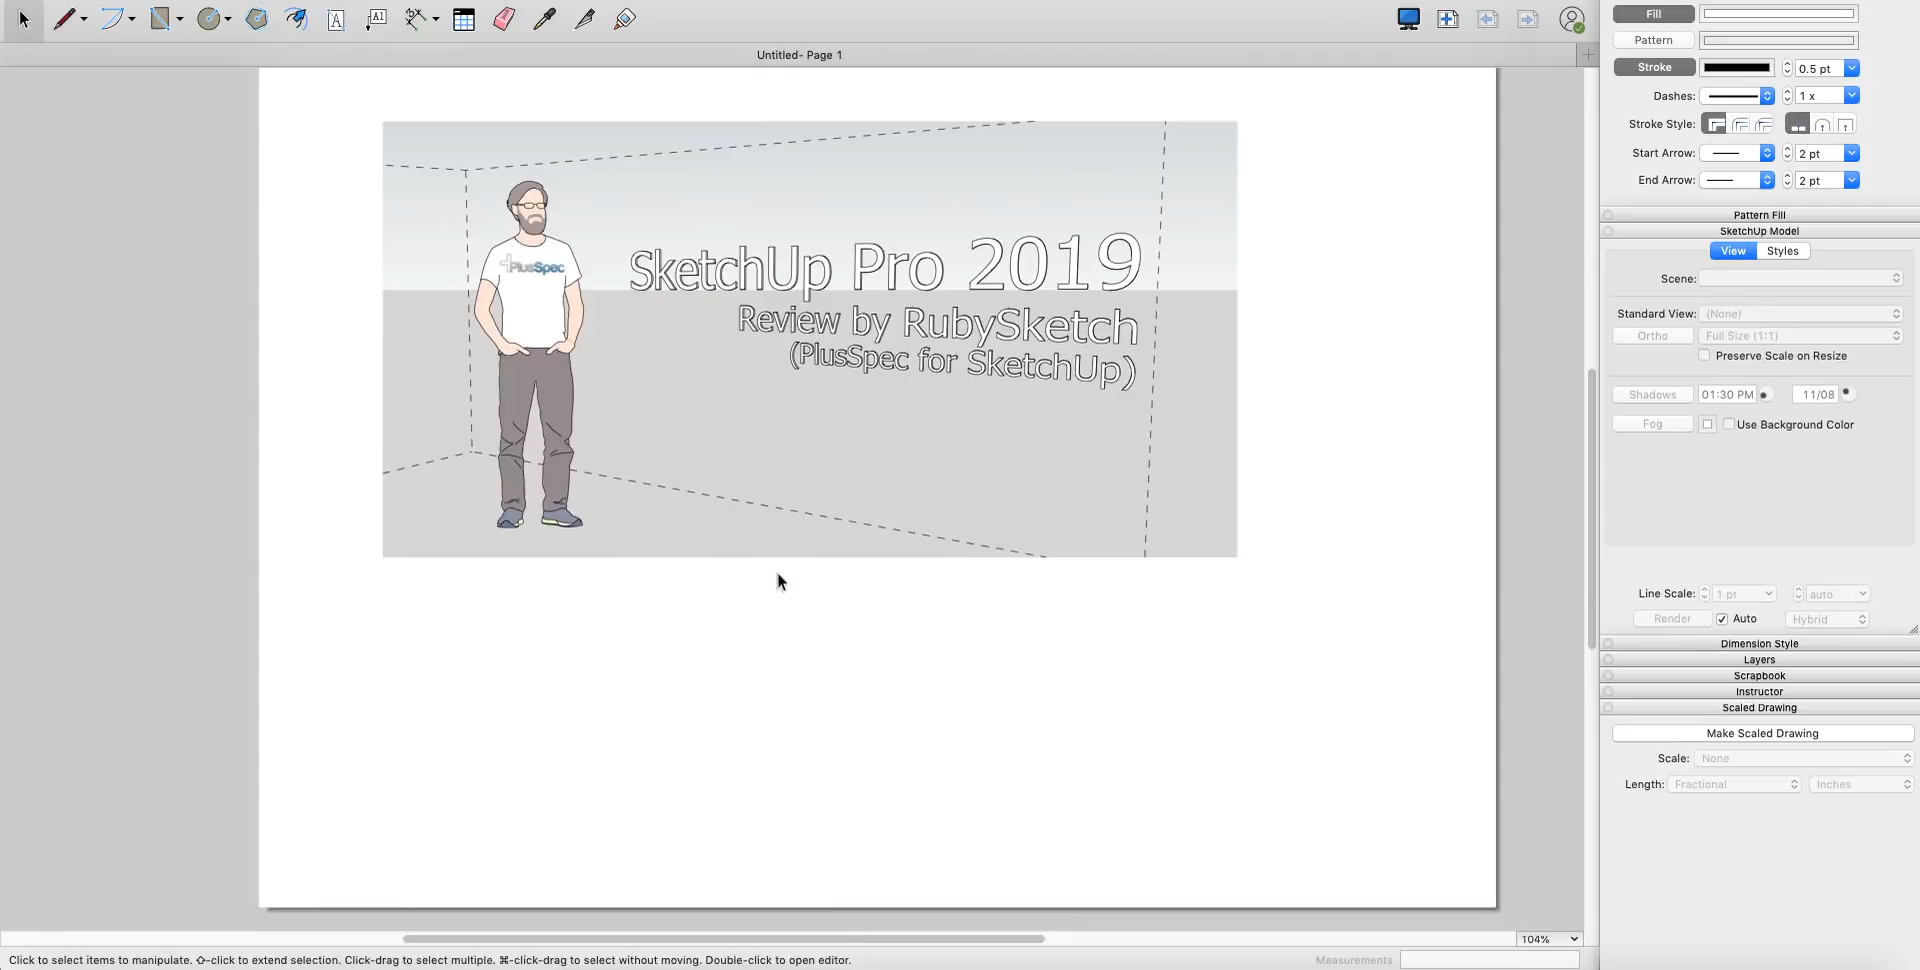 A
A1
Untitled- Page 1
+PlusSpec
SketchUp Pro 2019
Review by RubySketch
(PlusSpec for SketchUp)
Fill
Pattern
Stroke
0.5 pt
Dashes:
1 x
Stroke Style:
Start Arrow:
2 pt
End Arrow:
2 pt
Pattern Fill
SketchUp Model
View
Styles
Scene:
Standard View:
(None)
Ortho
Full Size (1:1)
Preserve Scale on Resize
Shadows
01:30 PM
11/08
Fog
Use Background Color
Line Scale:
1 pt
auto
Render
Auto
Hybrid
Dimension Style
Layers
Scrapbook
Instructor
Scaled Drawing
Make Scaled Drawing
Scale:
None
Length:
Fractional
Inches
104%
Click to select items to manipulate. ⇧-click to extend selection. Click-drag to select multiple. ⌘-click-drag to select without moving. Double-click to open editor.
Measurements